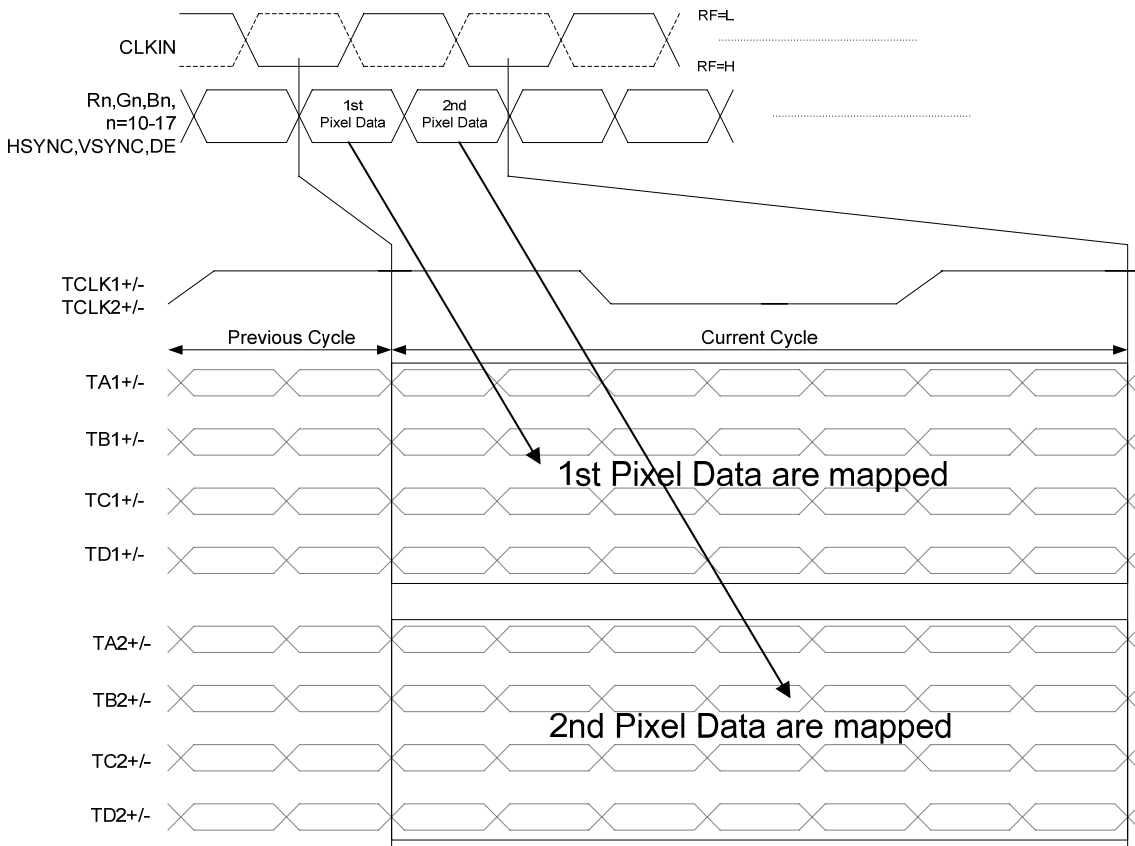 RF=L
CLKIN
RF=H
Rn,Gn,Bn,
n=10-17
HSYNC,VSYNC,DE
1st
Pixel Data
2nd
Pixel Data
TCLK1+/-
TCLK2+/-
Previous Cycle
Current Cycle
TA1+/-
TB1+/-
1st Pixel Data are mapped
TC1+/-
TD1+/-
TA2+/-
TB2+/-
2nd Pixel Data are mapped
TC2+/-
TD2+/-